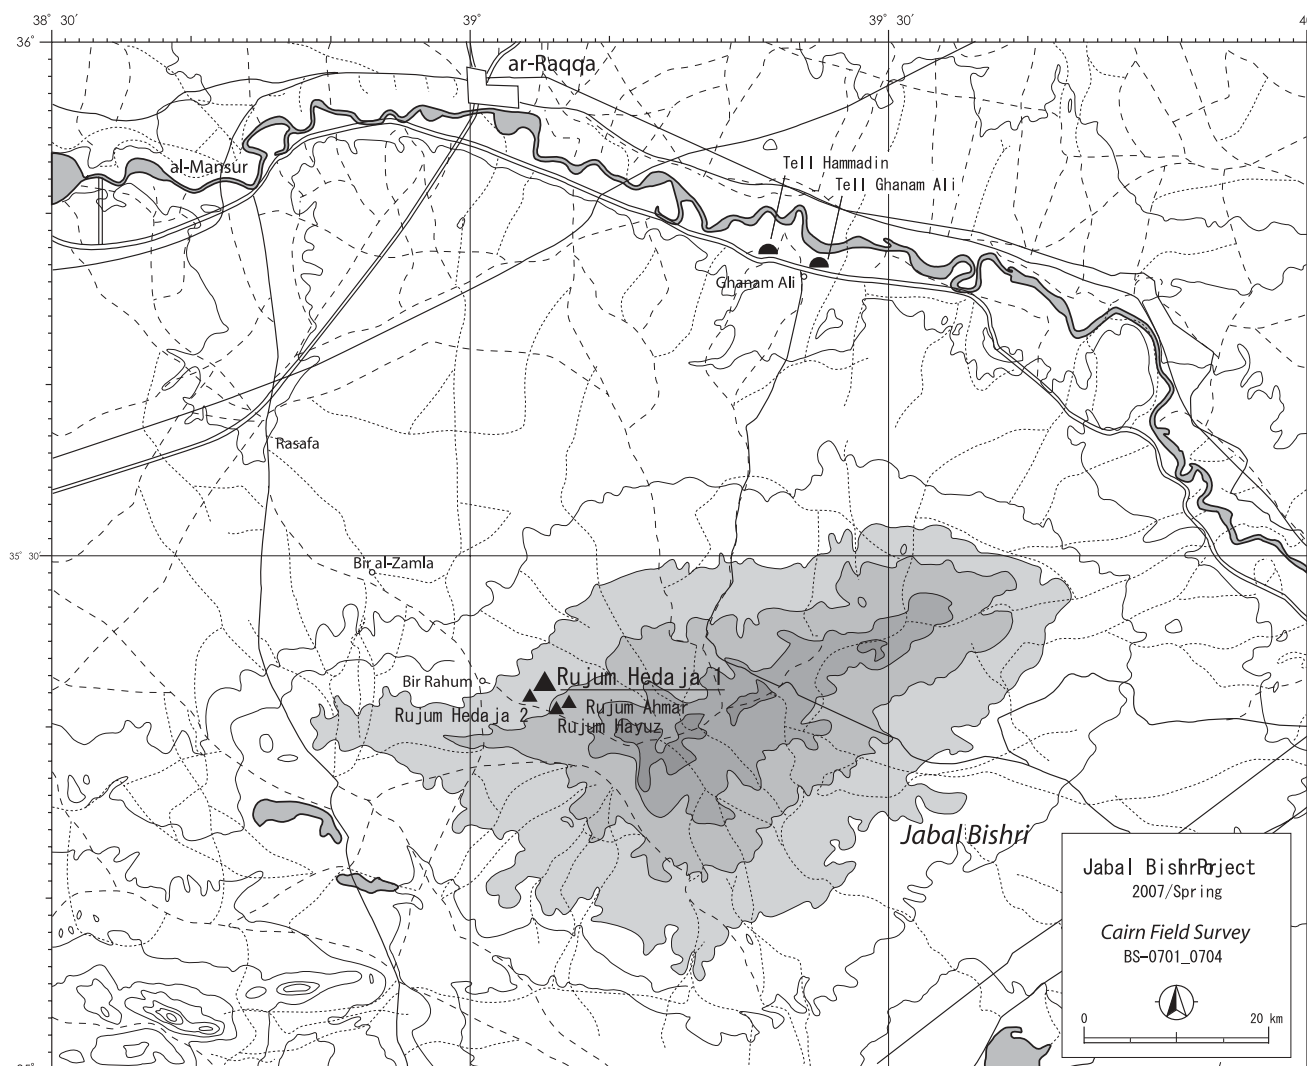 38° 30′
39°
39° 30′
36°
ar-Raqqa
al-Mansur
Tell Hammadin
Tell Ghanam Ali
Ghanam Ali
Rasafa
35° 30′
Bir al-Zamla
Bir Rahum
Rujum Hedaja 1
Rujum Hedaja 2
Rujum Ahmar
Rujum Hayuz
Jabal Bishri
Jabal Bishri Project
2007/Spring
Cairn Field Survey
BS-0701_0704
0
20 km